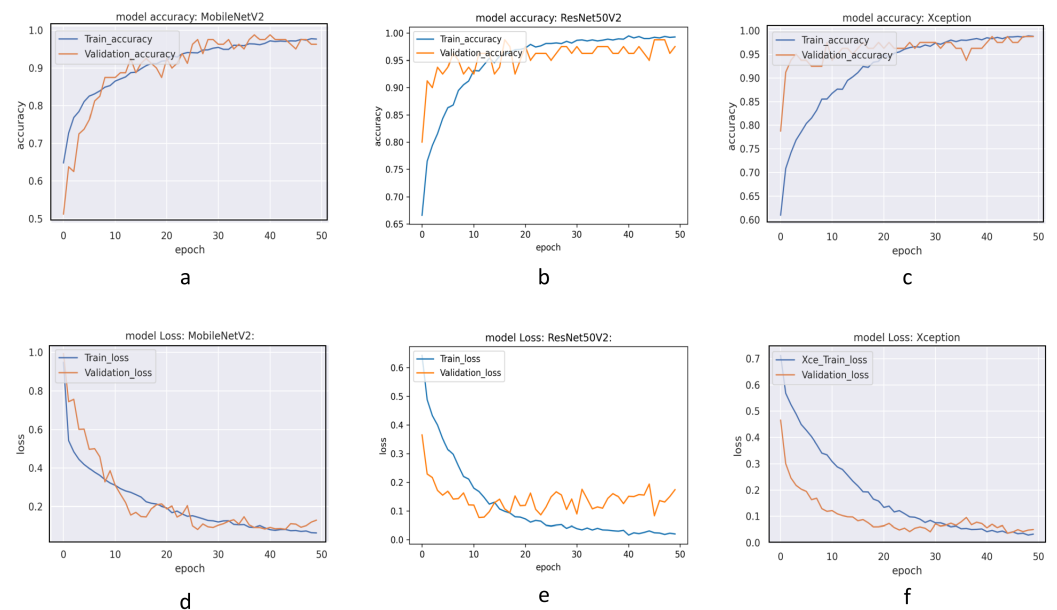 model accuracy: MobileNetV2
Train_accuracy
Validation_accuracy
1.0
0.9
0.8
0.7
0.6
0.5
accuracy
0 10 20 30 40 50
epoch
a
model accuracy: ResNet50V2
Train_accuracy
Validation_accuracy
1.00
0.95
0.90
0.85
0.80
0.75
0.70
0.65
accuracy
0 10 20 30 40 50
epoch
b
model accuracy: Xception
Train_accuracy
Validation_accuracy
1.00
0.95
0.90
0.85
0.80
0.75
0.70
0.65
0.60
accuracy
0 10 20 30 40 50
epoch
c
model Loss: MobileNetV2:
Train_loss
Validation_loss
1.0
0.8
0.6
0.4
0.2
loss
0 10 20 30 40 50
epoch
d
model Loss: ResNet50V2:
Train_loss
Validation_loss
0.6
0.5
0.4
0.3
0.2
0.1
0.0
loss
0 10 20 30 40 50
epoch
e
model Loss: Xception
Xce_Train_loss
Validation_loss
0.7
0.6
0.5
0.4
0.3
0.2
0.1
0.0
loss
0 10 20 30 40 50
epoch
f